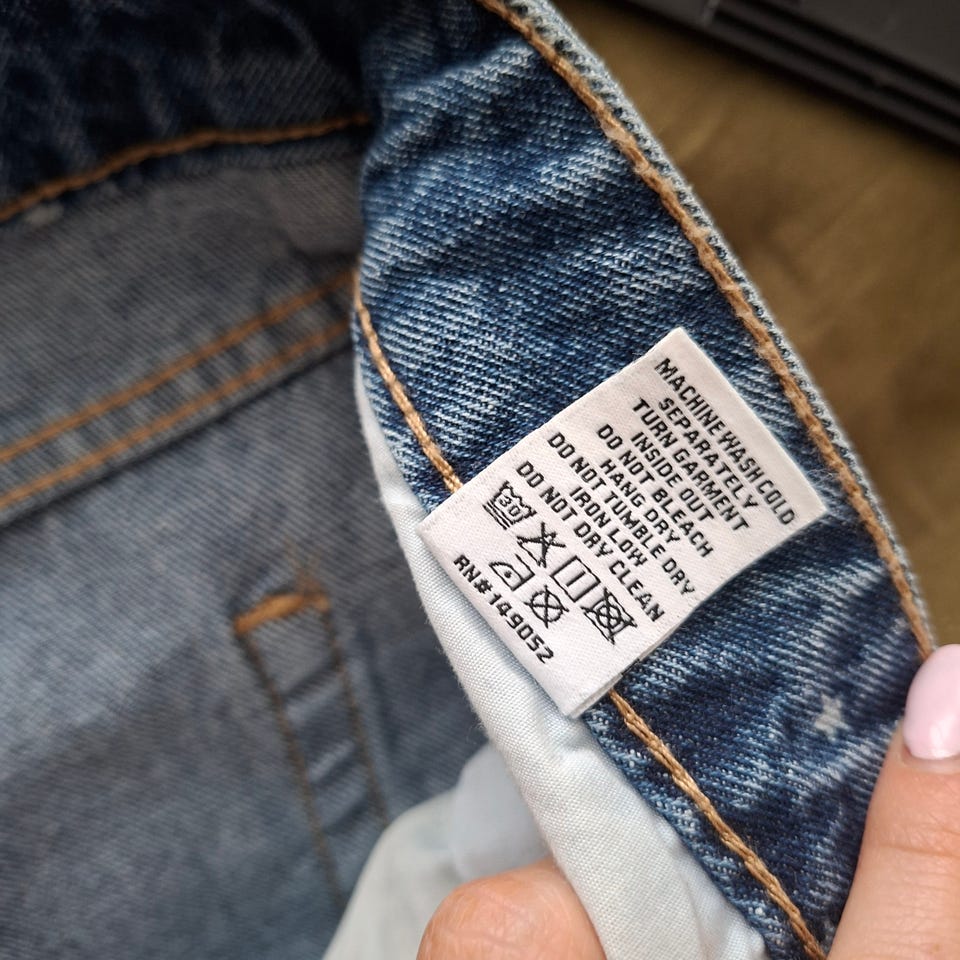 MACHINE WASH COLD
SEPARATELY
TURN GARMENT
INSIDE OUT
DO NOT BLEACH
HANG DRY
DO NOT TUMBLE DRY
IRON LOW
DO NOT DRY CLEAN
30
RN#149052